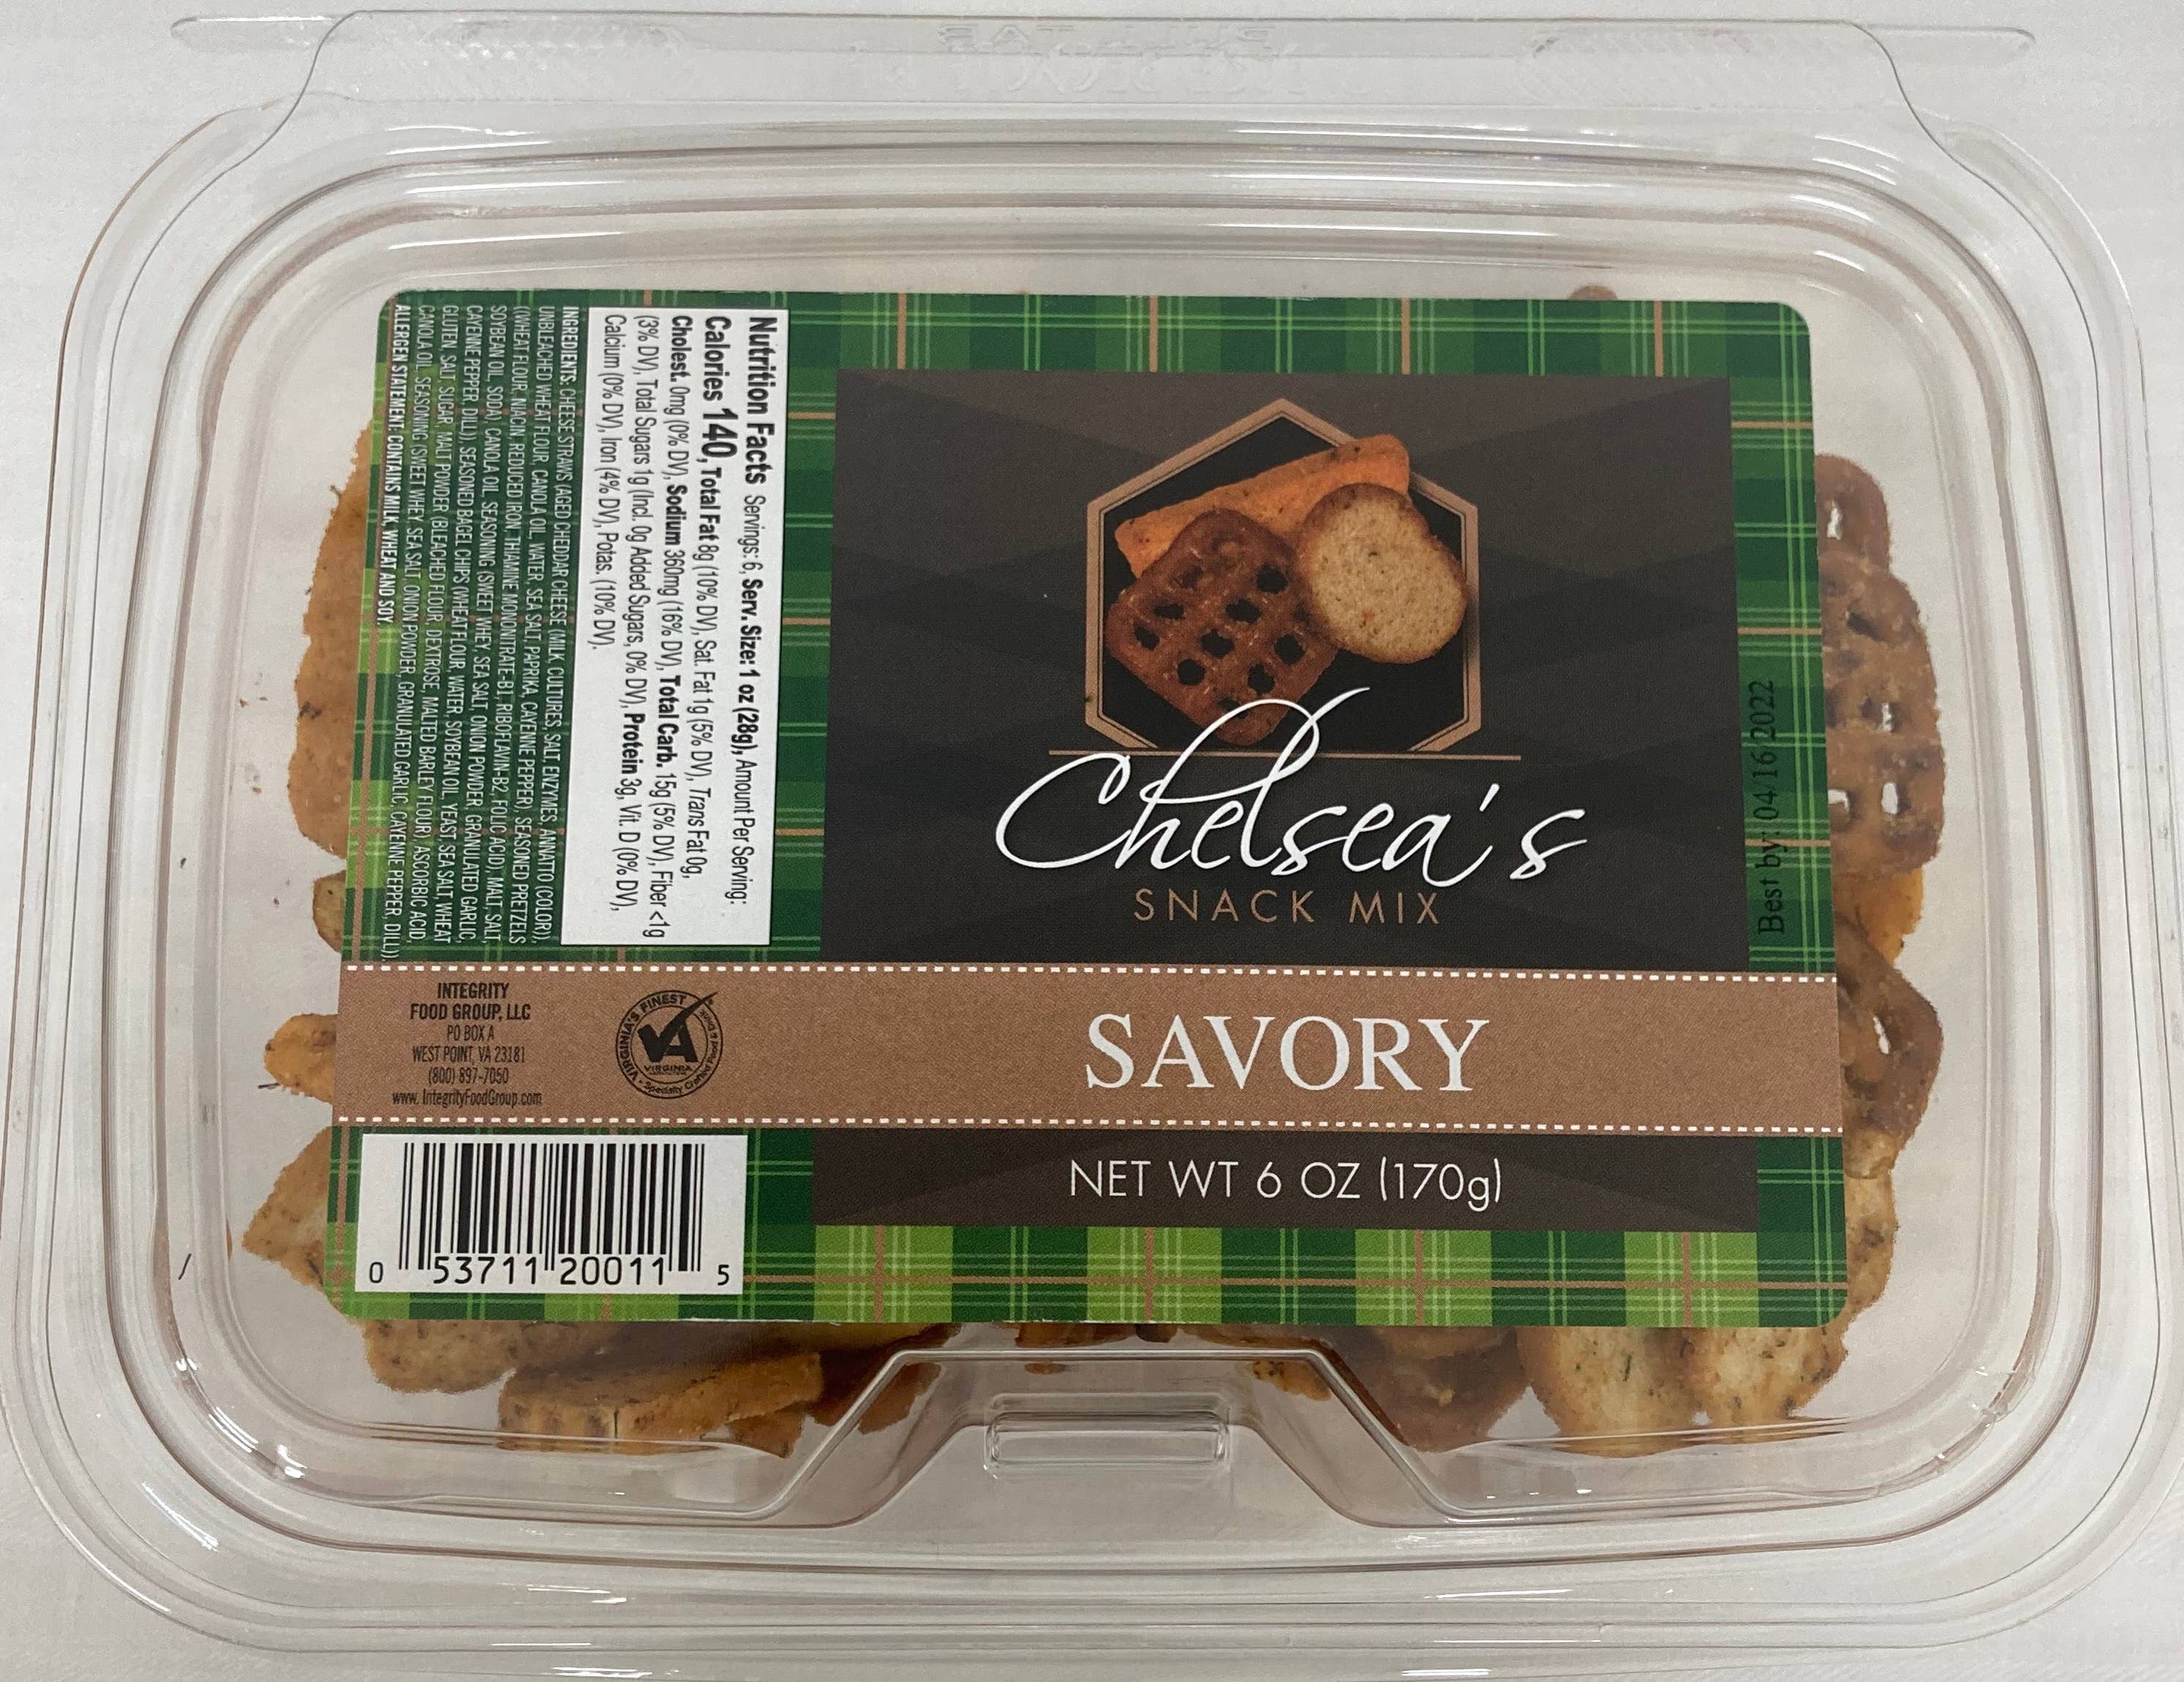 Chelsea's
SNACK MIX
SAVORY
NET WT 6 OZ (170g)
Best by: 04/16/2022
Nutrition Facts Servings: 6, Serv. Size: 1 oz (28g), Amount Per Serving:
Calories 140, Total Fat 8g (10% DV), Sat. Fat 1g (5% DV), Trans Fat 0g,
Cholest. 0mg (0% DV), Sodium 360mg (16% DV), Total Carb. 15g (5% DV), Fiber <1g
(3% DV), Total Sugars 1g (Incl. 0g Added Sugars, 0% DV), Protein 3g, Vit. D (0% DV),
Calcium (0% DV), Iron (4% DV), Potas. (10% DV).
INGREDIENTS: CHEESE STRAWS (AGED CHEDDAR CHEESE (MILK, CULTURES, SALT, ENZYMES, ANNATTO (COLOR)),
UNBLEACHED WHEAT FLOUR, CANOLA OIL, WATER, SEA SALT, PAPRIKA, CAYENNE PEPPER), SEASONED PRETZELS
(WHEAT FLOUR, NIACIN, REDUCED IRON, THIAMINE MONONITRATE-B1, RIBOFLAVIN-B2, FOLIC ACID), MALT, SALT,
SOYBEAN OIL, SODA), CANOLA OIL, SEASONING (SWEET WHEY, SEA SALT, ONION POWDER, GRANULATED GARLIC,
CAYENNE PEPPER, DILL)), SEASONED BAGEL CHIPS (WHEAT FLOUR, WATER, SOYBEAN OIL, YEAST, SEA SALT, WHEAT
GLUTEN, SALT, SUGAR, MALT POWDER (BLEACHED FLOUR, DEXTROSE, MALTED BARLEY FLOUR) ASCORBIC ACID,
CANOLA OIL, SEASONING (SWEET WHEY, SEA SALT, ONION POWDER, GRANULATED GARLIC, CAYENNE PEPPER, DILL)).
ALLERGEN STATEMENT: CONTAINS MILK, WHEAT AND SOY.
INTEGRITY
FOOD GROUP, LLC
PO BOX A
WEST POINT, VA 23181
(800) 897-7050
www. IntegrityFoodGroup.com
VIRGINIA'S FINEST
VA
VIRGINIA
0 53711 20011 5